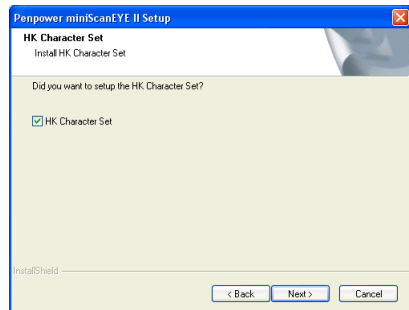 Penpower miniScanEYE II Setup
HK Character Set
Install HK Character Set
Did you want to setup the HK Character Set?
HK Character Set
InstallShield
< Back Next > Cancel